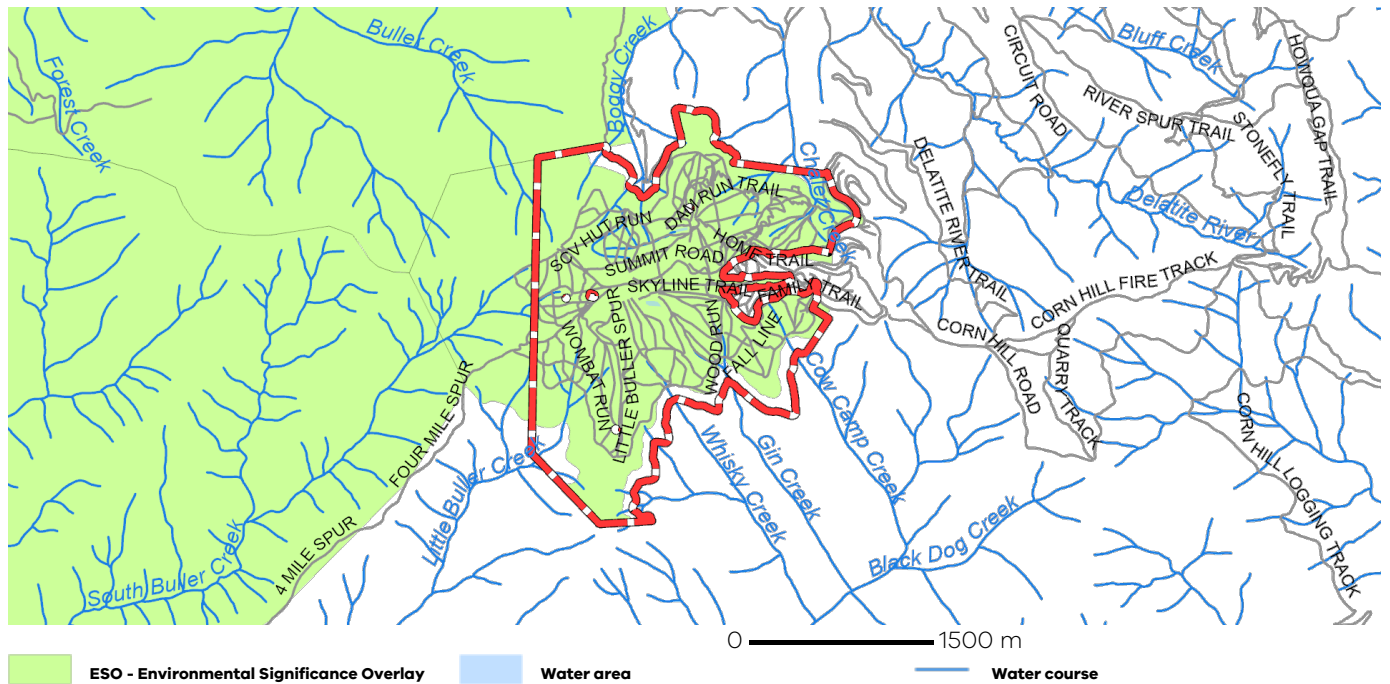 Buller Creek
Boggy Creek
Forest Creek
Bluff Creek
CIRCUIT ROAD
HOWQUA GAP TRAIL
RIVER SPUR TRAIL
STONEFLY TRAIL
Chalet Creek
DELATITE RIVER TRAIL
Delatite River
DAM RUN TRAIL
SCV HUT RUN
HOME TRAIL
SUMMIT ROAD
SKYLINE TRAIL
FAMILY TRAIL
CORN HILL FIRE TRACK
CORN HILL ROAD
QUARRY TRACK
WOMBAT RUN
LITTLE BULLER SPUR
WOOD RUN
FALL LINE
Cow Camp Creek
FOUR MILE SPUR
Little Buller Creek
Whisky Creek
Gin Creek
CORN HILL LOGGING TRACK
Black Dog Creek
4 MILE SPUR
South Buller Creek
0 1500 m
ESO - Environmental Significance Overlay
Water area
Water course